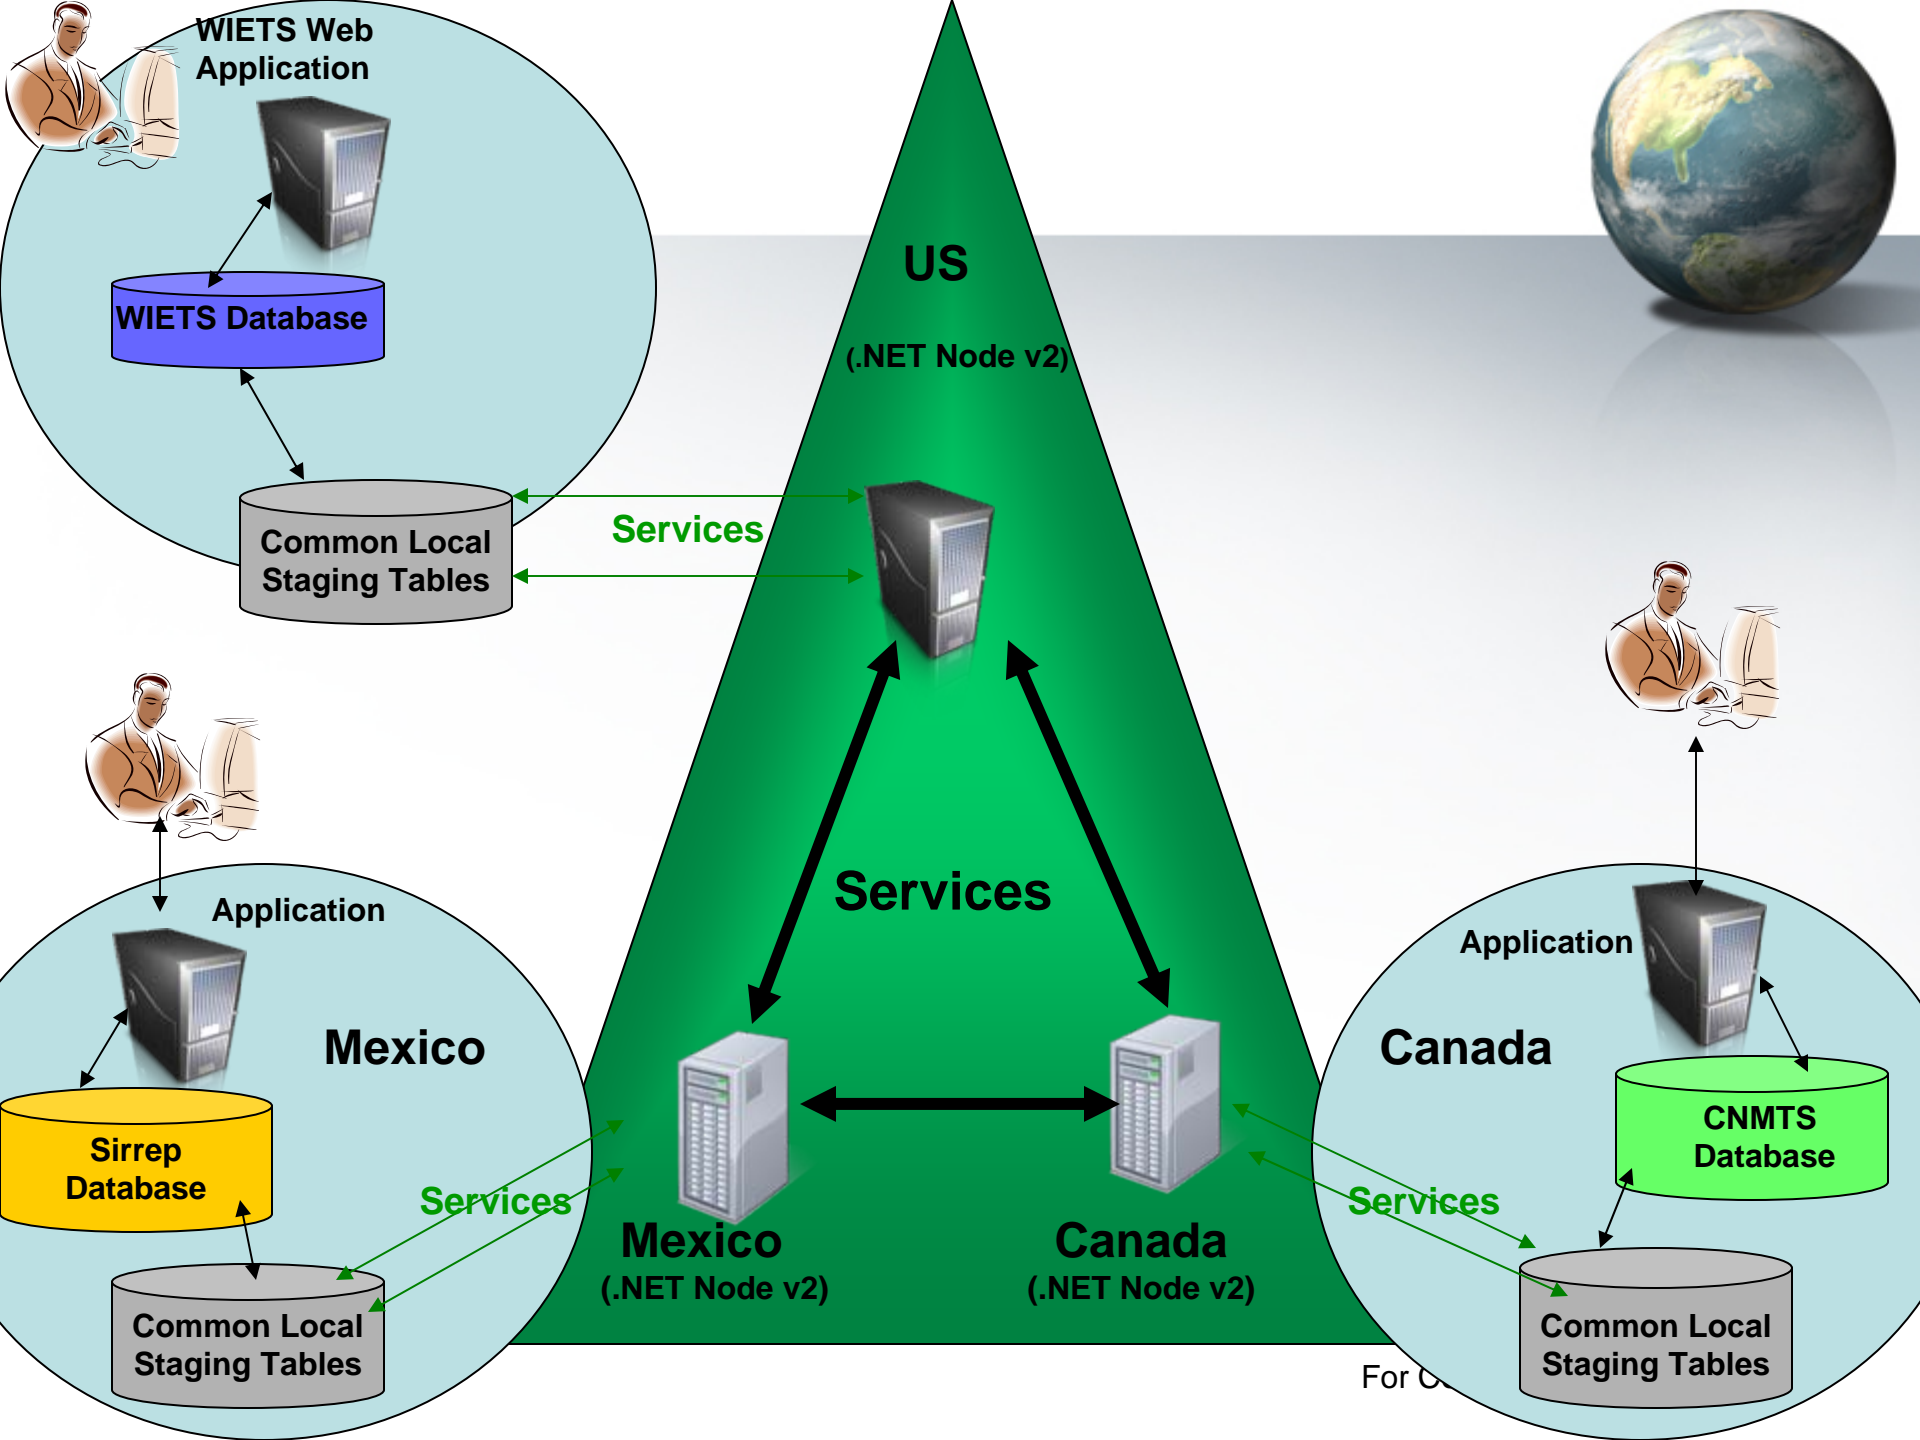 WIETS Web
Application
WIETS Database
Common Local
Staging Tables
Services
US
(.NET Node v2)
Services
Application
Mexico
Sirrep
Database
Services
Common Local
Staging Tables
Mexico
(.NET Node v2)
Canada
(.NET Node v2)
Application
Canada
CNMTS
Database
Services
Common Local
Staging Tables
For